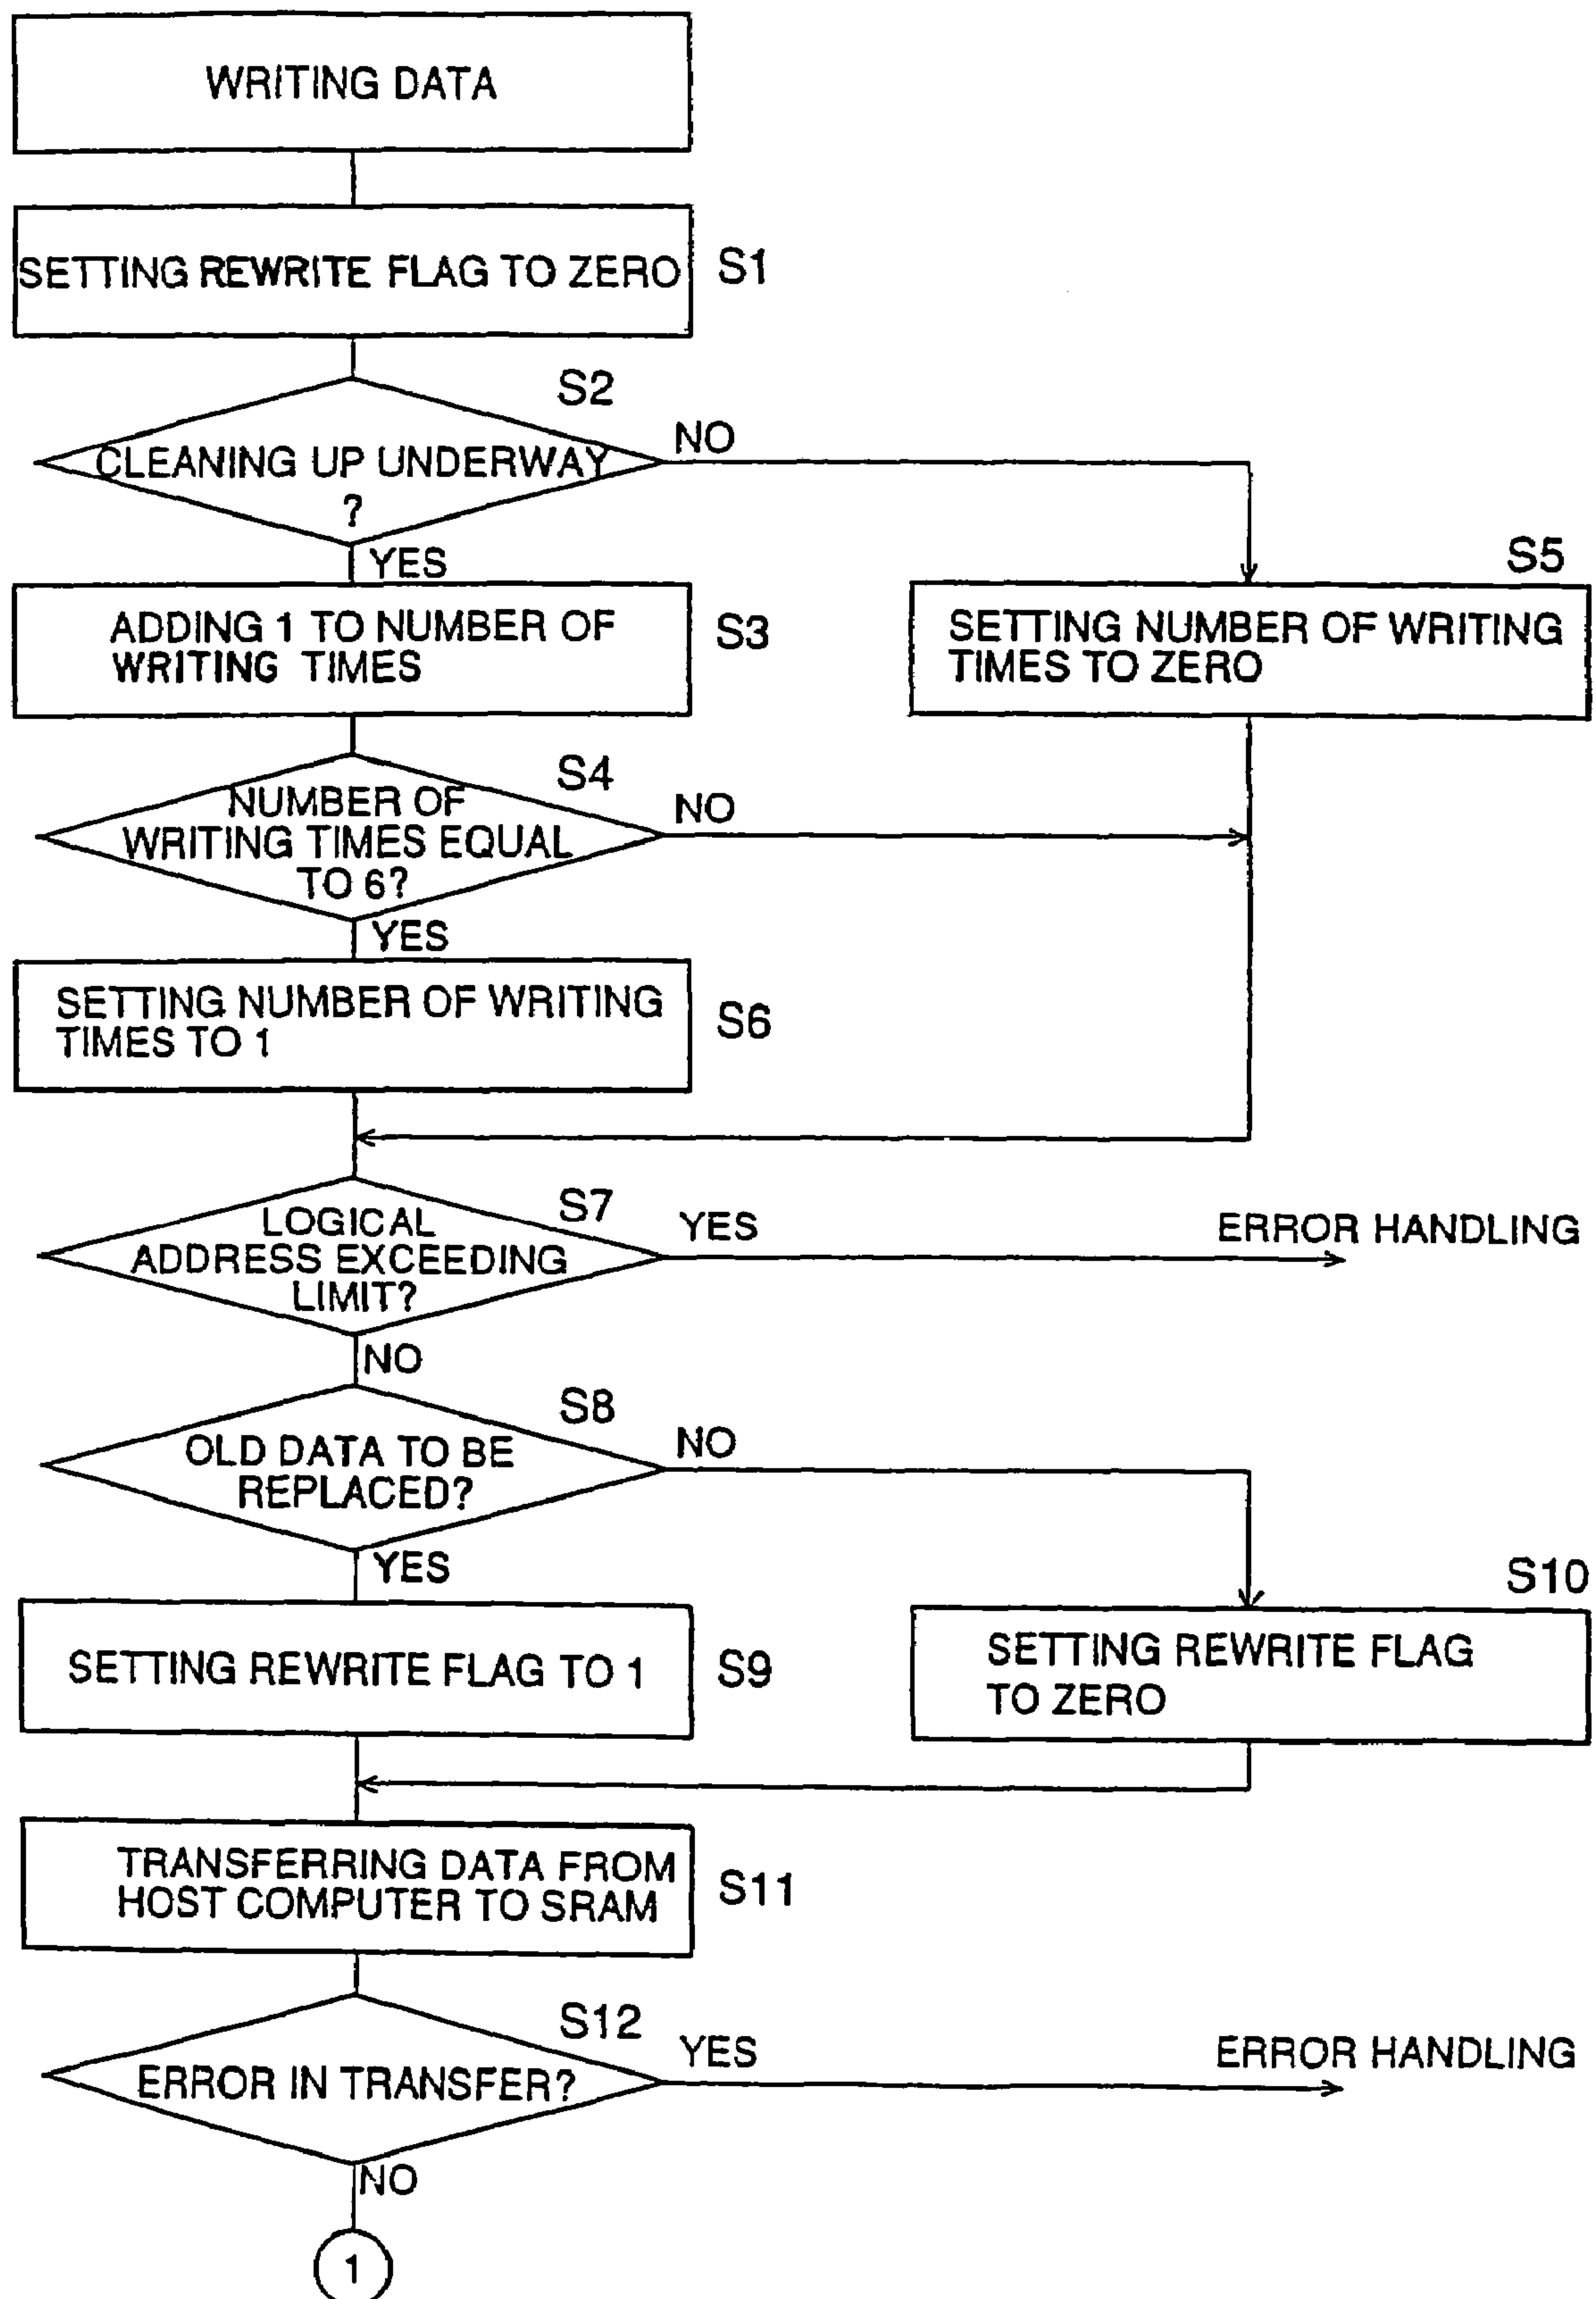 WRITING DATA
SETTING REWRITE FLAG TO ZERO
S1
S2
CLEANING UP UNDERWAY
?
NO
YES
S5
ADDING 1 TO NUMBER OF
WRITING TIMES
S3
SETTING NUMBER OF WRITING
TIMES TO ZERO
S4
NUMBER OF
WRITING TIMES EQUAL
TO 6?
NO
YES
SETTING NUMBER OF WRITING
TIMES TO 1
S6
S7
LOGICAL
ADDRESS EXCEEDING
LIMIT?
YES
ERROR HANDLING
NO
S8
OLD DATA TO BE
REPLACED?
NO
YES
S10
SETTING REWRITE FLAG TO 1
S9
SETTING REWRITE FLAG
TO ZERO
TRANSFERRING DATA FROM
HOST COMPUTER TO SRAM
S11
S12
ERROR IN TRANSFER?
YES
ERROR HANDLING
NO
1